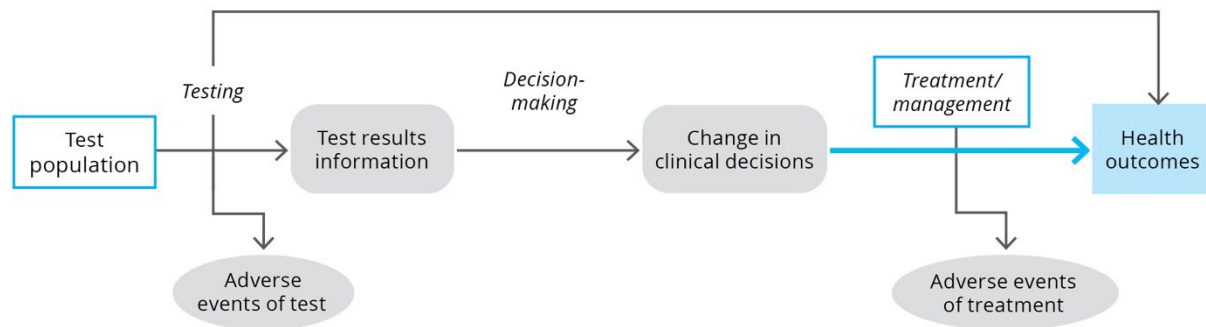 Testing
Decision-
making
Treatment/
management
Test
population
Test results
information
Change in
clinical decisions
Health
outcomes
Adverse
events of test
Adverse events
of treatment